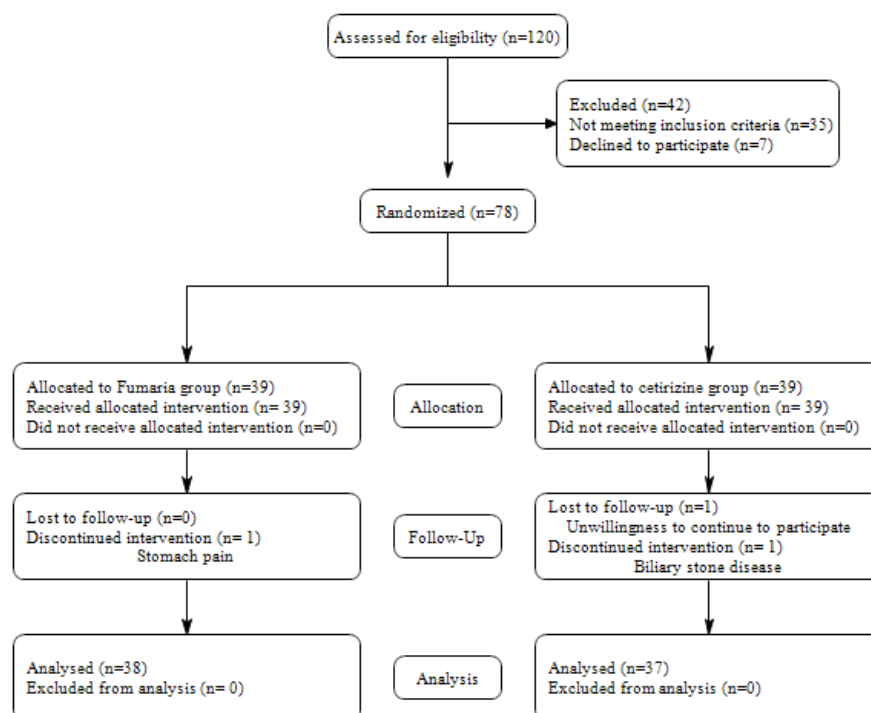 Assessed for eligibility (n=120)
Excluded (n=42)
Not meeting inclusion criteria (n=35)
Declined to participate (n=7)
Randomized (n=78)
Allocated to Fumaria group (n=39)
Received allocated intervention (n= 39)
Did not receive allocated intervention (n=0)
Allocation
Allocated to cetirizine group (n=39)
Received allocated intervention (n= 39)
Did not receive allocated intervention (n=0)
Lost to follow-up (n=0)
Discontinued intervention (n= 1)
Stomach pain
Follow-Up
Lost to follow-up (n=1)
Unwillingness to continue to participate
Discontinued intervention (n= 1)
Biliary stone disease
Analysed (n=38)
Excluded from analysis (n= 0)
Analysis
Analysed (n=37)
Excluded from analysis (n=0)